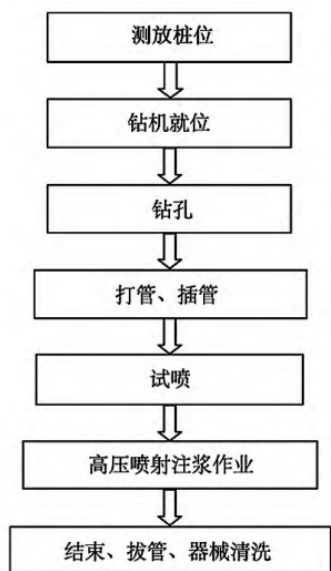 测放桩位
钻机就位
钻孔
打管、插管
试喷
高压喷射注浆作业
结束、拔管、器械清洗